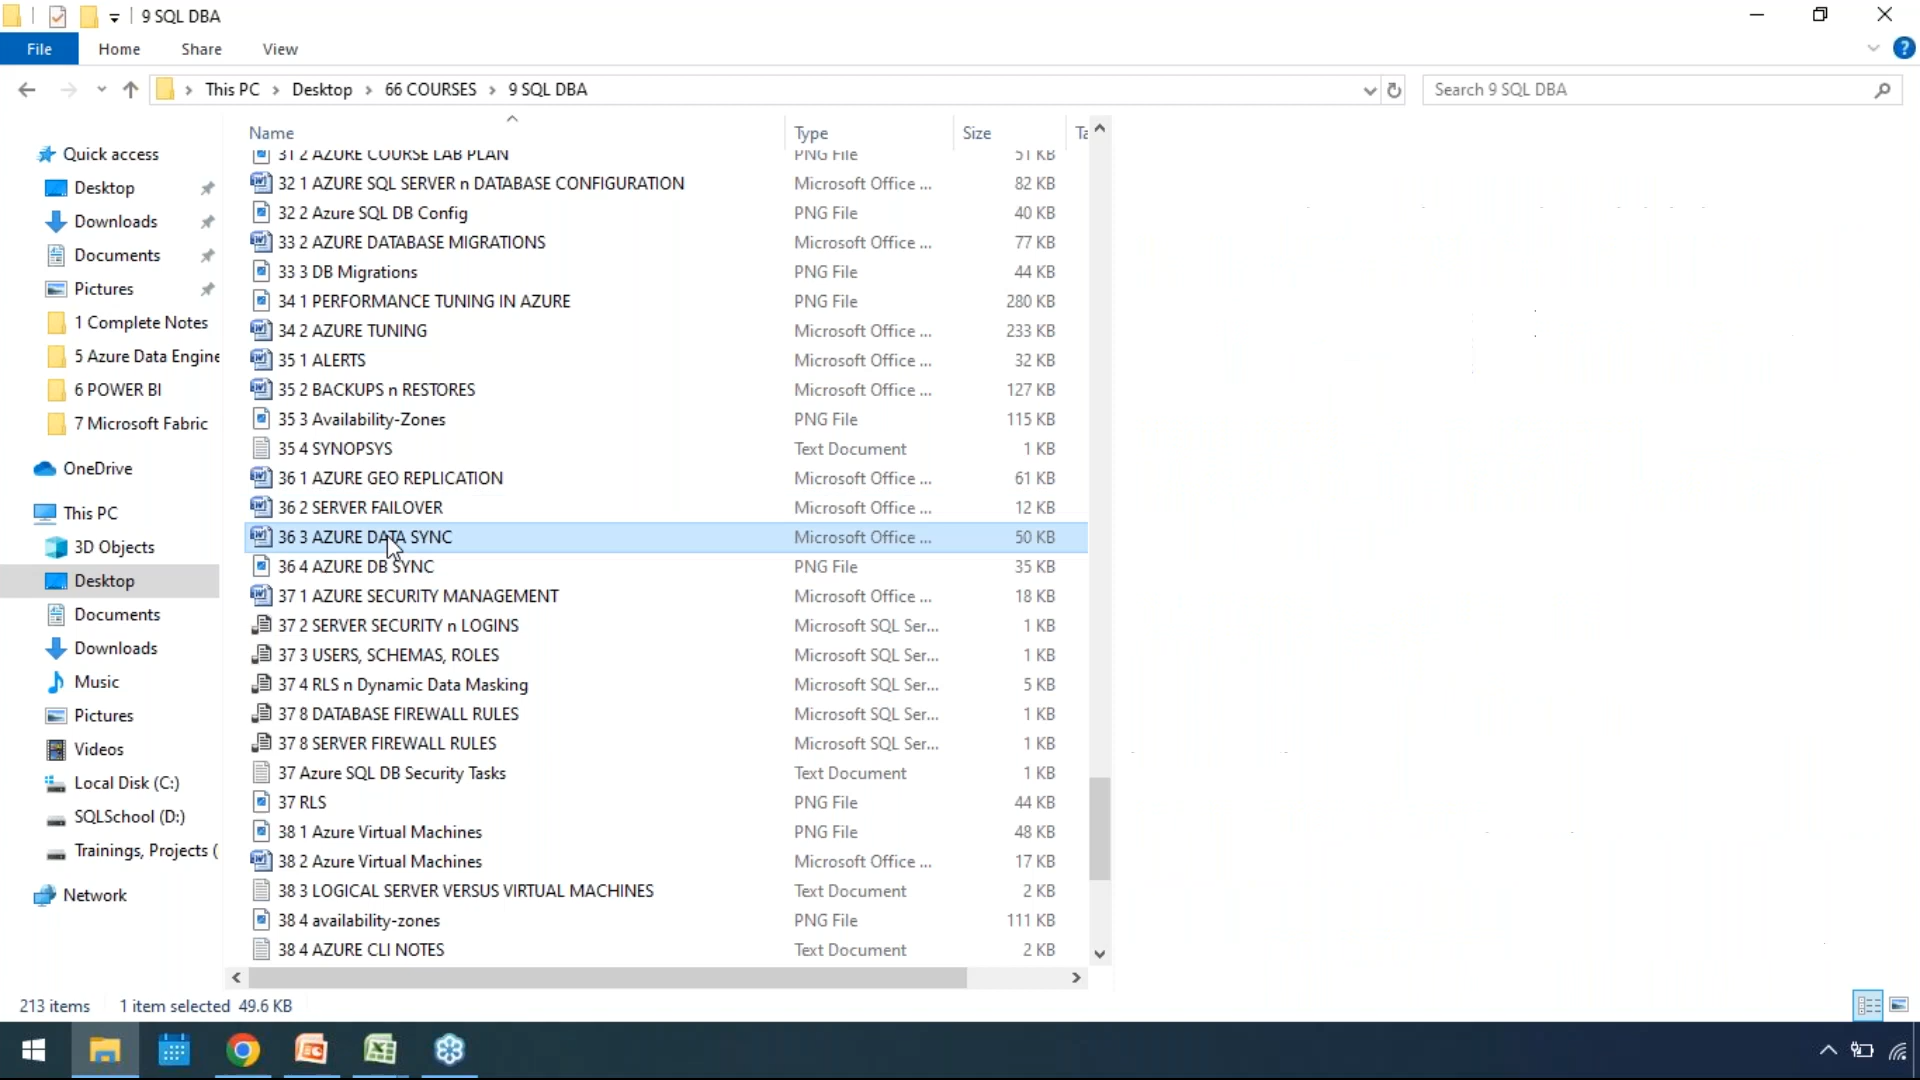 9 SQL DBA
File Home Share View
This PC Desktop 66 COURSES 9 SQL DBA
Search 9 SQL DBA
Quick access
Desktop
Downloads
Documents
Pictures
1 Complete Notes
5 Azure Data Engine
6 POWER BI
7 Microsoft Fabric
OneDrive
This PC
3D Objects
Desktop
Documents
Downloads
Music
Pictures
Videos
Local Disk (C:)
SQLSchool (D:)
Trainings, Projects (
Network
Name Type Size Ta
31 2 AZURE COURSE LAB PLAN PNG File 51 KB
32 1 AZURE SQL SERVER n DATABASE CONFIGURATION Microsoft Office ... 82 KB
32 2 Azure SQL DB Config PNG File 40 KB
33 2 AZURE DATABASE MIGRATIONS Microsoft Office ... 77 KB
33 3 DB Migrations PNG File 44 KB
34 1 PERFORMANCE TUNING IN AZURE PNG File 280 KB
34 2 AZURE TUNING Microsoft Office ... 233 KB
35 1 ALERTS Microsoft Office ... 32 KB
35 2 BACKUPS n RESTORES Microsoft Office ... 127 KB
35 3 Availability-Zones PNG File 115 KB
35 4 SYNOPSYS Text Document 1 KB
36 1 AZURE GEO REPLICATION Microsoft Office ... 61 KB
36 2 SERVER FAILOVER Microsoft Office ... 12 KB
36 3 AZURE DATA SYNC Microsoft Office ... 50 KB
36 4 AZURE DB SYNC PNG File 35 KB
37 1 AZURE SECURITY MANAGEMENT Microsoft Office ... 18 KB
37 2 SERVER SECURITY n LOGINS Microsoft SQL Ser... 1 KB
37 3 USERS, SCHEMAS, ROLES Microsoft SQL Ser... 1 KB
37 4 RLS n Dynamic Data Masking Microsoft SQL Ser... 5 KB
37 8 DATABASE FIREWALL RULES Microsoft SQL Ser... 1 KB
37 8 SERVER FIREWALL RULES Microsoft SQL Ser... 1 KB
37 Azure SQL DB Security Tasks Text Document 1 KB
37 RLS PNG File 44 KB
38 1 Azure Virtual Machines PNG File 48 KB
38 2 Azure Virtual Machines Microsoft Office ... 17 KB
38 3 LOGICAL SERVER VERSUS VIRTUAL MACHINES Text Document 2 KB
38 4 availability-zones PNG File 111 KB
38 4 AZURE CLI NOTES Text Document 2 KB
213 items 1 item selected 49.6 KB